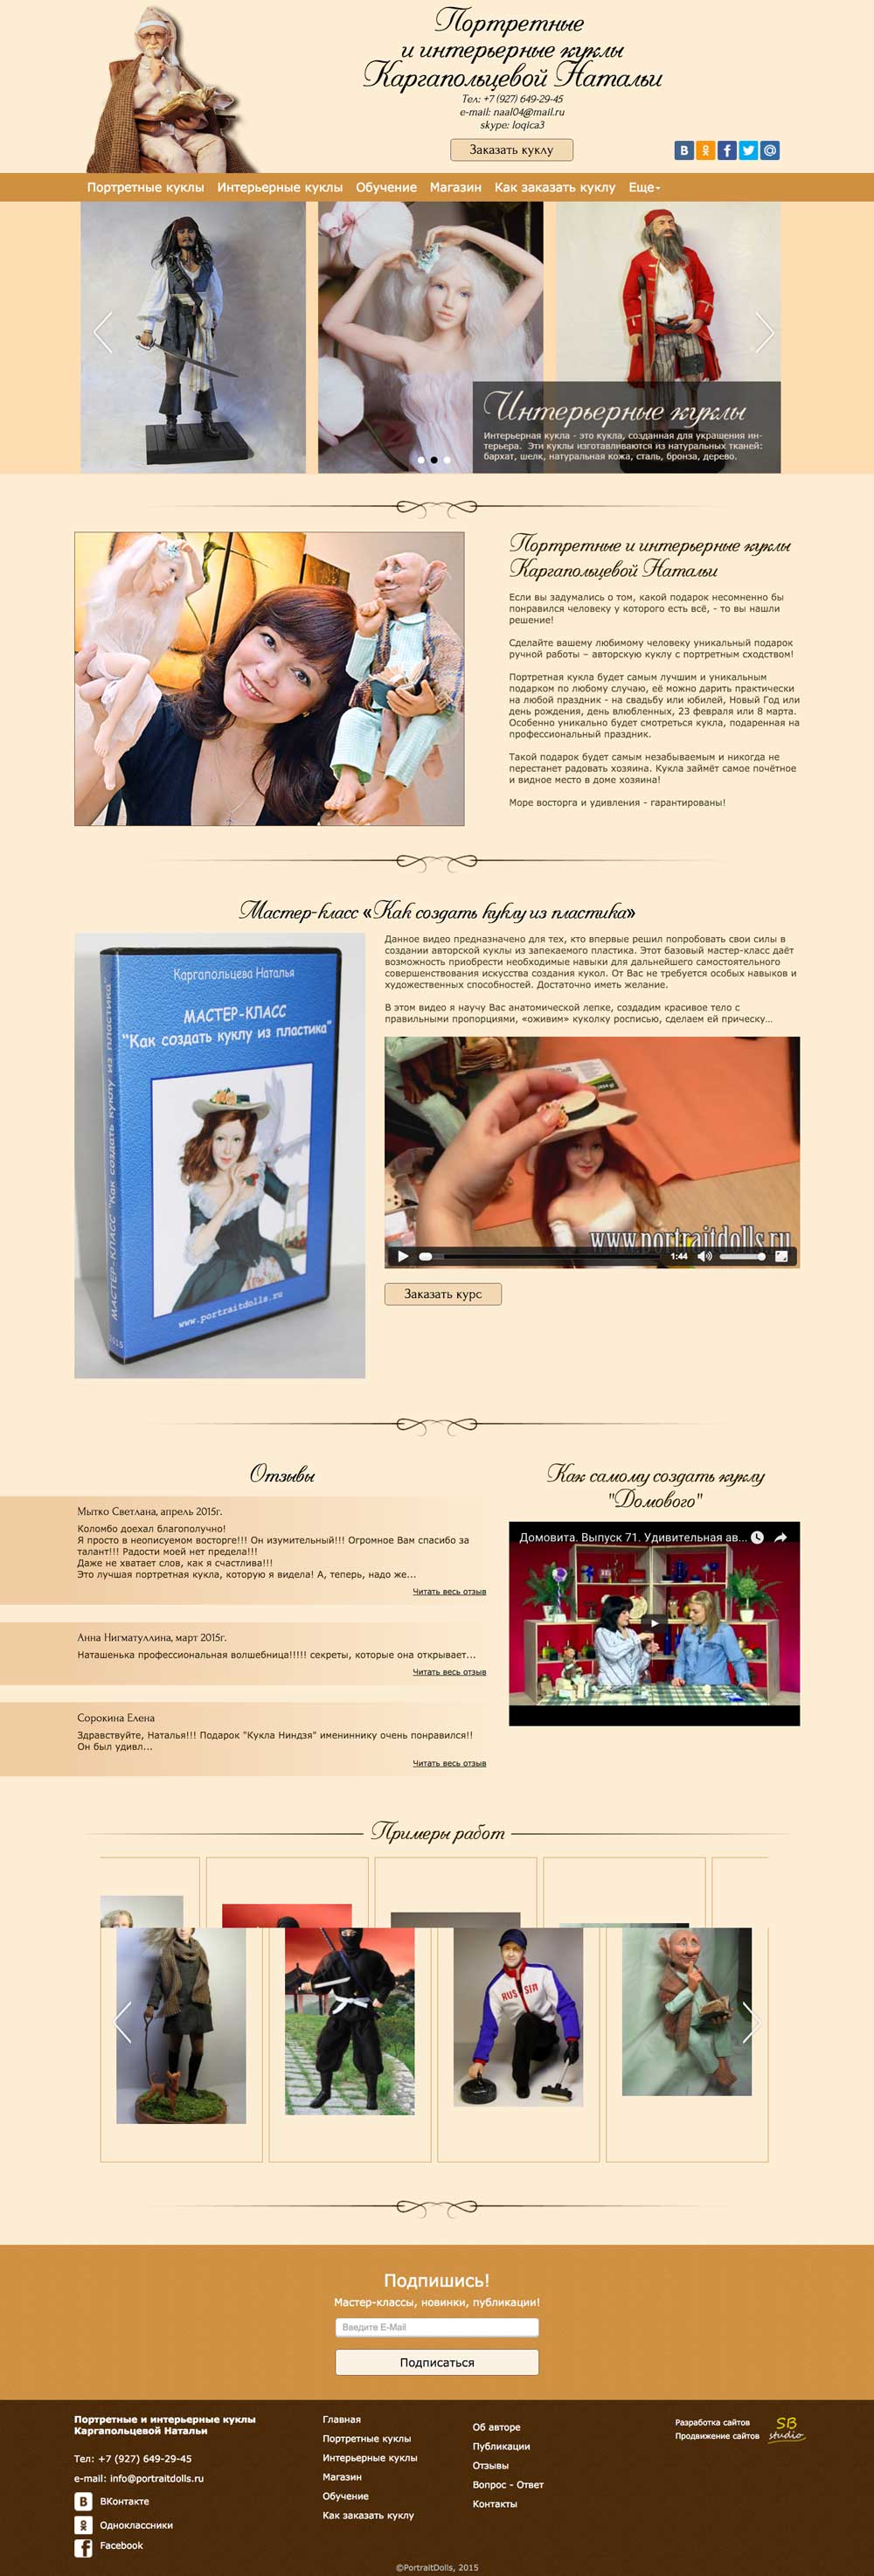 Портретные
и интерьерные куклы
Каргапольцевой Натальи
Тел: +7 (927) 649-29-45
e-mail: naal04@mail.ru
skype: loqica3
Заказать куклу
Портретные куклы Интерьерные куклы Обучение Магазин Как заказать куклу Еще
Интерьерные куклы
Интерьерная кукла - это кукла, созданная для украшения ин-
терьера. Эти куклы изготавливаются из натуральных тканей:
бархат, шелк, натуральная кожа, сталь, бронза, дерево.
Портретные и интерьерные куклы
Каргапольцевой Натальи
Если вы задумались о том, какой подарок несомненно бы
понравился человеку у которого есть всё, - то вы нашли
решение!
Сделайте вашему любимому человеку уникальный подарок
ручной работы – авторскую куклу с портретным сходством!
Портретная кукла будет самым лучшим и уникальным
подарком по любому случаю, её можно дарить практически
на любой праздник - на свадьбу или юбилей, Новый Год или
день рождения, день влюбленных, 23 февраля или 8 марта.
Особенно уникально будет смотреться кукла, подаренная на
профессиональный праздник.
Такой подарок будет самым незабываемым и никогда не
перестанет радовать хозяина. Кукла займёт самое почётное
и видное место в доме хозяина!
Море восторга и удивления - гарантированы!
Мастер-класс «Как создать куклу из пластика»
Каргапольцева Наталья
МАСТЕР-КЛАСС
"Как создать куклу из пластика"
www.portraitdolls.ru
МАСТЕР-КЛАСС "Как создать куклу из пластика"
2015
Данное видео предназначено для тех, кто впервые решил попробовать свои силы в
создании авторской куклы из запекаемого пластика. Этот базовый мастер-класс даёт
возможность приобрести необходимые навыки для дальнейшего самостоятельного
совершенствования искусства создания кукол. От Вас не требуется особых навыков и
художественных способностей. Достаточно иметь желание.
В этом видео я научу Вас анатомической лепке, создадим красивое тело с
правильными пропорциями, «оживим» куколку росписью, сделаем ей прическу...
www.portraitdolls.ru
1:44
Заказать курс
Отзывы
Мытко Светлана, апрель 2015г.
Коломбо доехал благополучно!
Я просто в неописуемом восторге!!! Он изумительный!!! Огромное Вам спасибо за
талант!!! Радости моей нет предела!!!
Даже не хватает слов, как я счастлива!!!
Это лучшая портретная кукла, которую я видела! А, теперь, надо же...
Читать весь отзыв
Анна Нигматуллина, март 2015г.
Наташенька профессиональная волшебница!!!!! секреты, которые она открывает...
Читать весь отзыв
Сорокина Елена
Здравствуйте, Наталья!!! Подарок "Кукла Ниндзя" имениннику очень понравился!!
Он был удивл...
Читать весь отзыв
Как самому создать куклу
"Домового"
Домовита. Выпуск 71. Удивительная ав...
Примеры работ
Подпишись!
Мастер-классы, новинки, публикации!
Введите E-Mail
Подписаться
Портретные и интерьерные куклы
Каргапольцевой Натальи
Тел: +7 (927) 649-29-45
e-mail: info@portraitdolls.ru
ВКонтакте
Одноклассники
Facebook
Главная
Портретные куклы
Интерьерные куклы
Магазин
Обучение
Как заказать куклу
Об авторе
Публикации
Отзывы
Вопрос - Ответ
Контакты
Разработка сайтов
Продвижение сайтов
SB
studio
©PortraitDolls, 2015